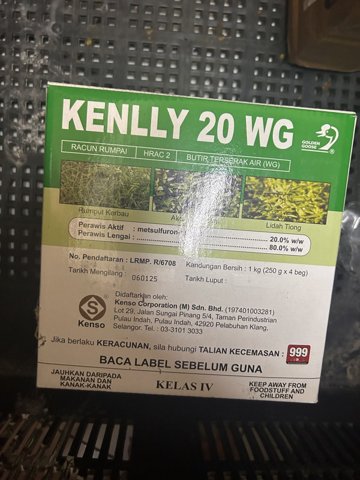 KENLLY 20 WG
GOLDEN GOOSE ®
RACUN RUMPAI HRAC 2 BUTIR TERSERAK AIR (WG)
Rumput Kerbau Lidah Tiong
Perawis Aktif : metsulfuron 20.0% w/w
Perawis Lengai : 80.0% w/w
No. Pendaftaran : LRMP. R/6708 Kandungan Bersih : 1 kg (250 g x 4 beg)
Tarikh Mengilang : 060125 Tarikh Luput :
Didaftarkan oleh:
Kenso Corporation (M) Sdn. Bhd. (197401003281)
Lot 29, Jalan Sungai Pinang 5/4, Taman Perindustrian
Pulau Indah, Pulau Indah, 42920 Pelabuhan Klang,
Selangor. Tel: 03-3101 3033
S ®
Kenso
Jika berlaku KERACUNAN, sila hubungi TALIAN KECEMASAN : 999
BACA LABEL SEBELUM GUNA
JAUHKAN DARIPADA
MAKANAN DAN
KANAK-KANAK
KELAS IV
KEEP AWAY FROM
FOODSTUFF AND
CHILDREN